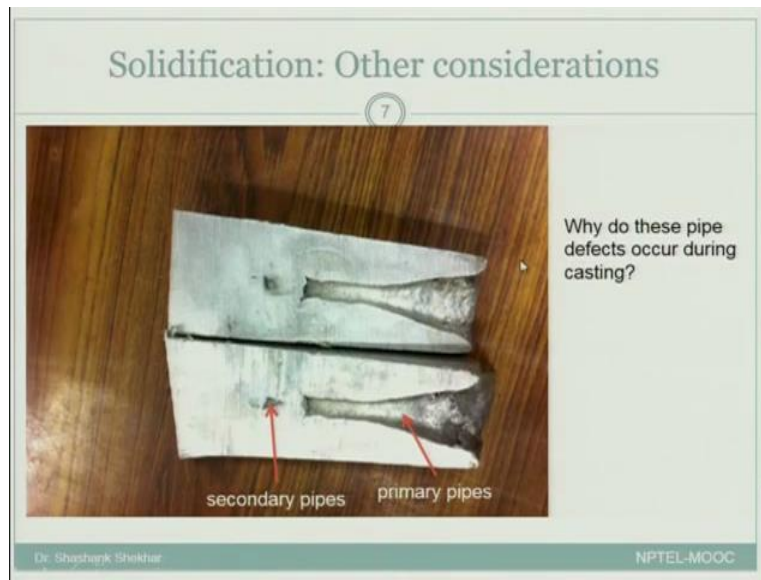 Solidification: Other considerations
7
Why do these pipe
defects occur during
casting?
secondary pipes
primary pipes
Dr. Shashank Shekhar
NPTEL-MOOC